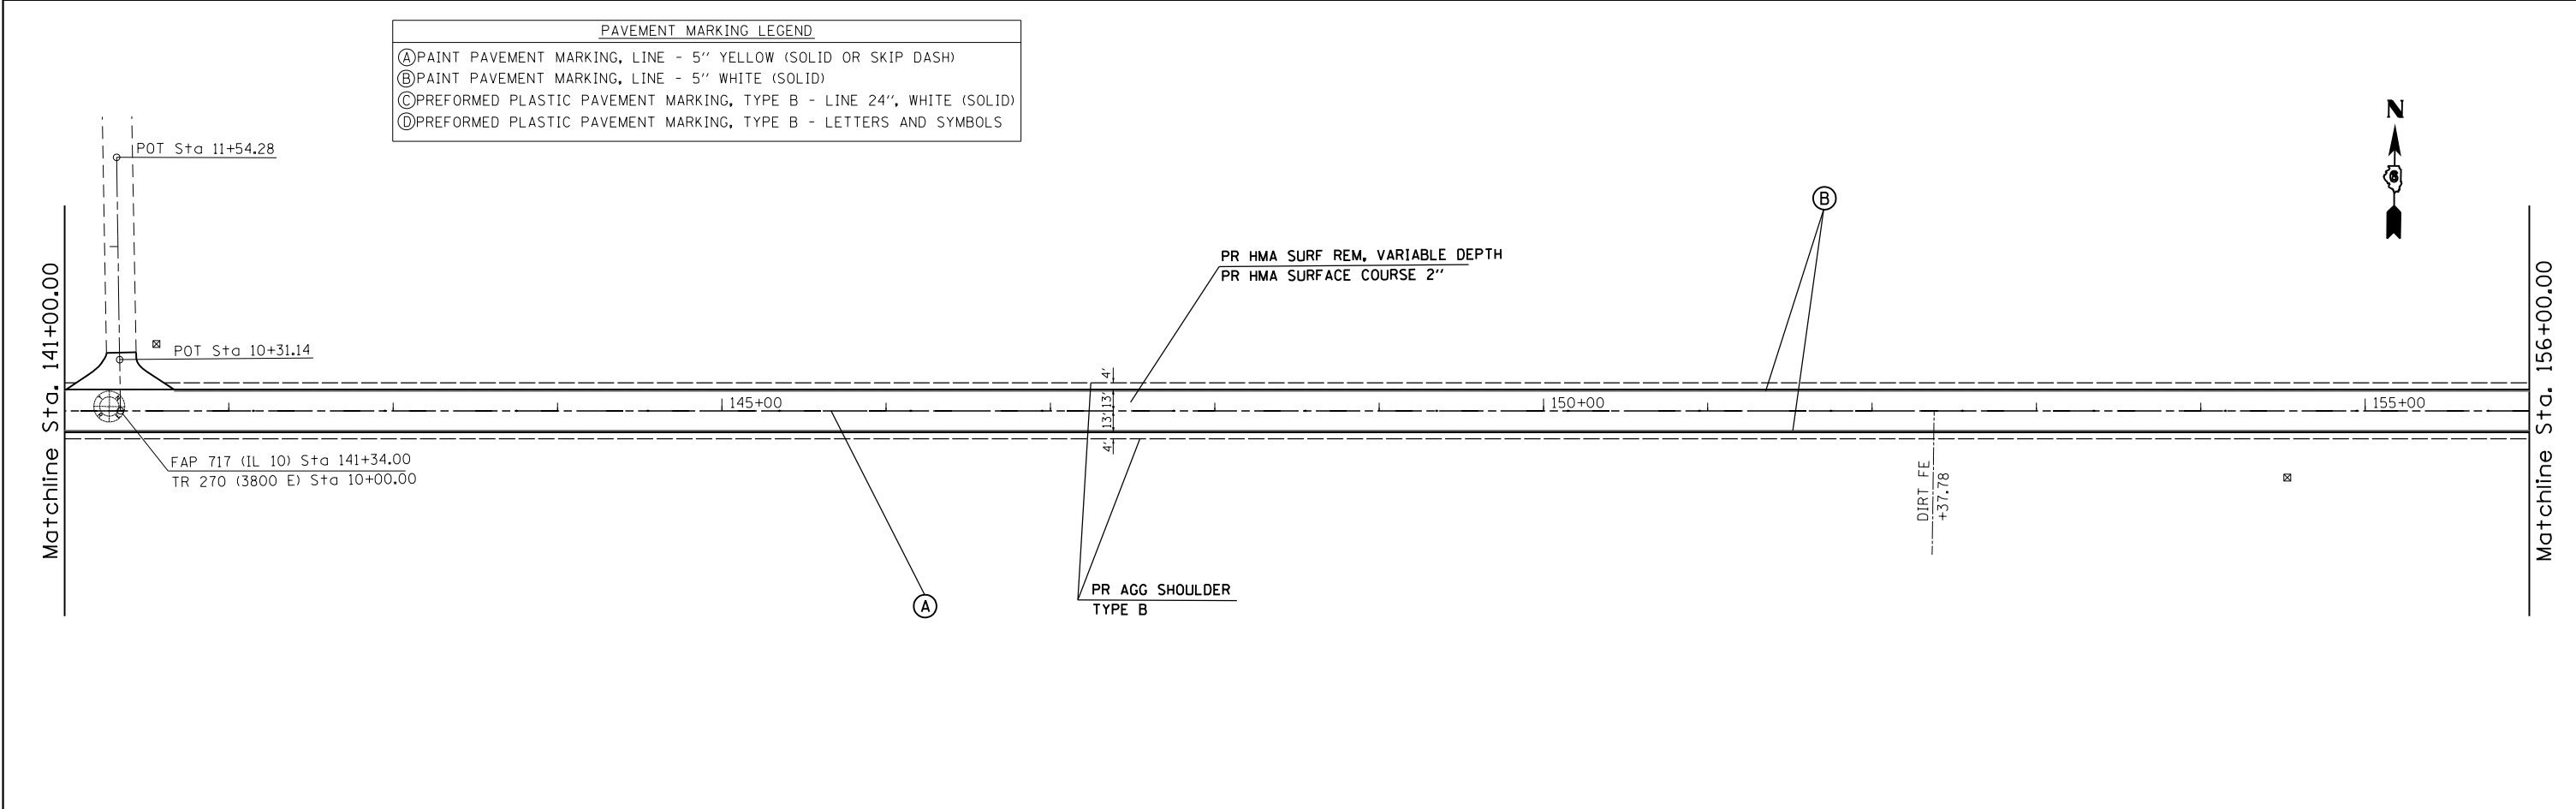 PAVEMENT MARKING LEGEND
(A) PAINT PAVEMENT MARKING, LINE - 5" YELLOW (SOLID OR SKIP DASH)
(B) PAINT PAVEMENT MARKING, LINE - 5" WHITE (SOLID)
(C) PREFORMED PLASTIC PAVEMENT MARKING, TYPE B - LINE 24", WHITE (SOLID)
(D) PREFORMED PLASTIC PAVEMENT MARKING, TYPE B - LETTERS AND SYMBOLS
N
6
POT Sta 11+54.28
B
PR HMA SURF REM, VARIABLE DEPTH
PR HMA SURFACE COURSE 2"
Matchline Sta. 141+00.00
Matchline Sta. 156+00.00
POT Sta 10+31.14
4'
13'
13'
4'
145+00
150+00
155+00
FAP 717 (IL 10) Sta 141+34.00
TR 270 (3800 E) Sta 10+00.00
DIRT FE
+37.78
A
PR AGG SHOULDER
TYPE B